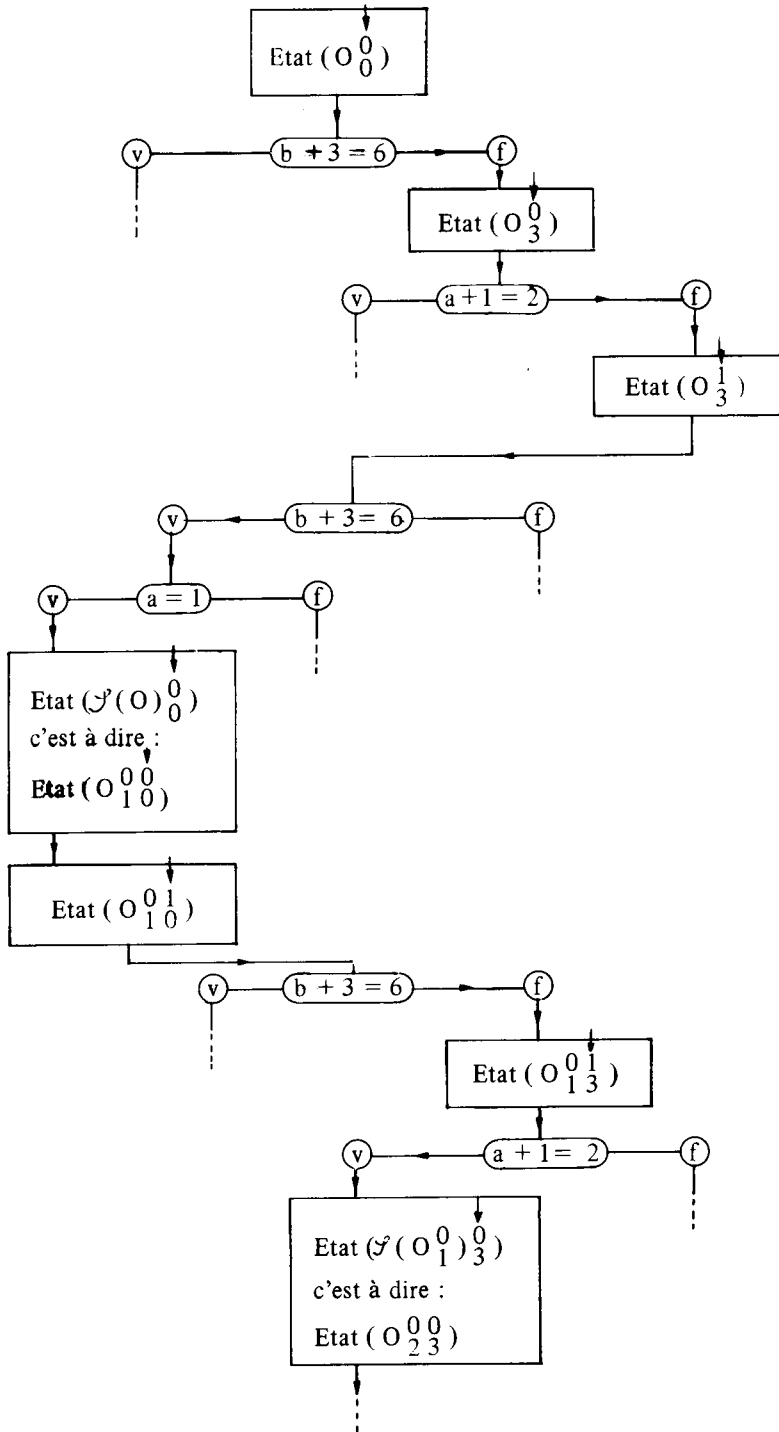 Etat ( O 0 0 )
v b + 3 = 6 f
Etat ( O 0 3 )
v a + 1 = 2 f
Etat ( O 1 3 )
v b + 3 = 6 f
v a = 1 f
Etat ( 𝒮 ( O ) 0 0 )
c'est à dire :
Etat ( O 0 0 1 0 )
Etat ( O 0 1 1 0 )
v b + 3 = 6 f
Etat ( O 0 1 1 3 )
v a + 1 = 2 f
Etat ( 𝒮 ( O 0 1 ) 0 3 )
c'est à dire :
Etat ( O 0 0 2 3 )